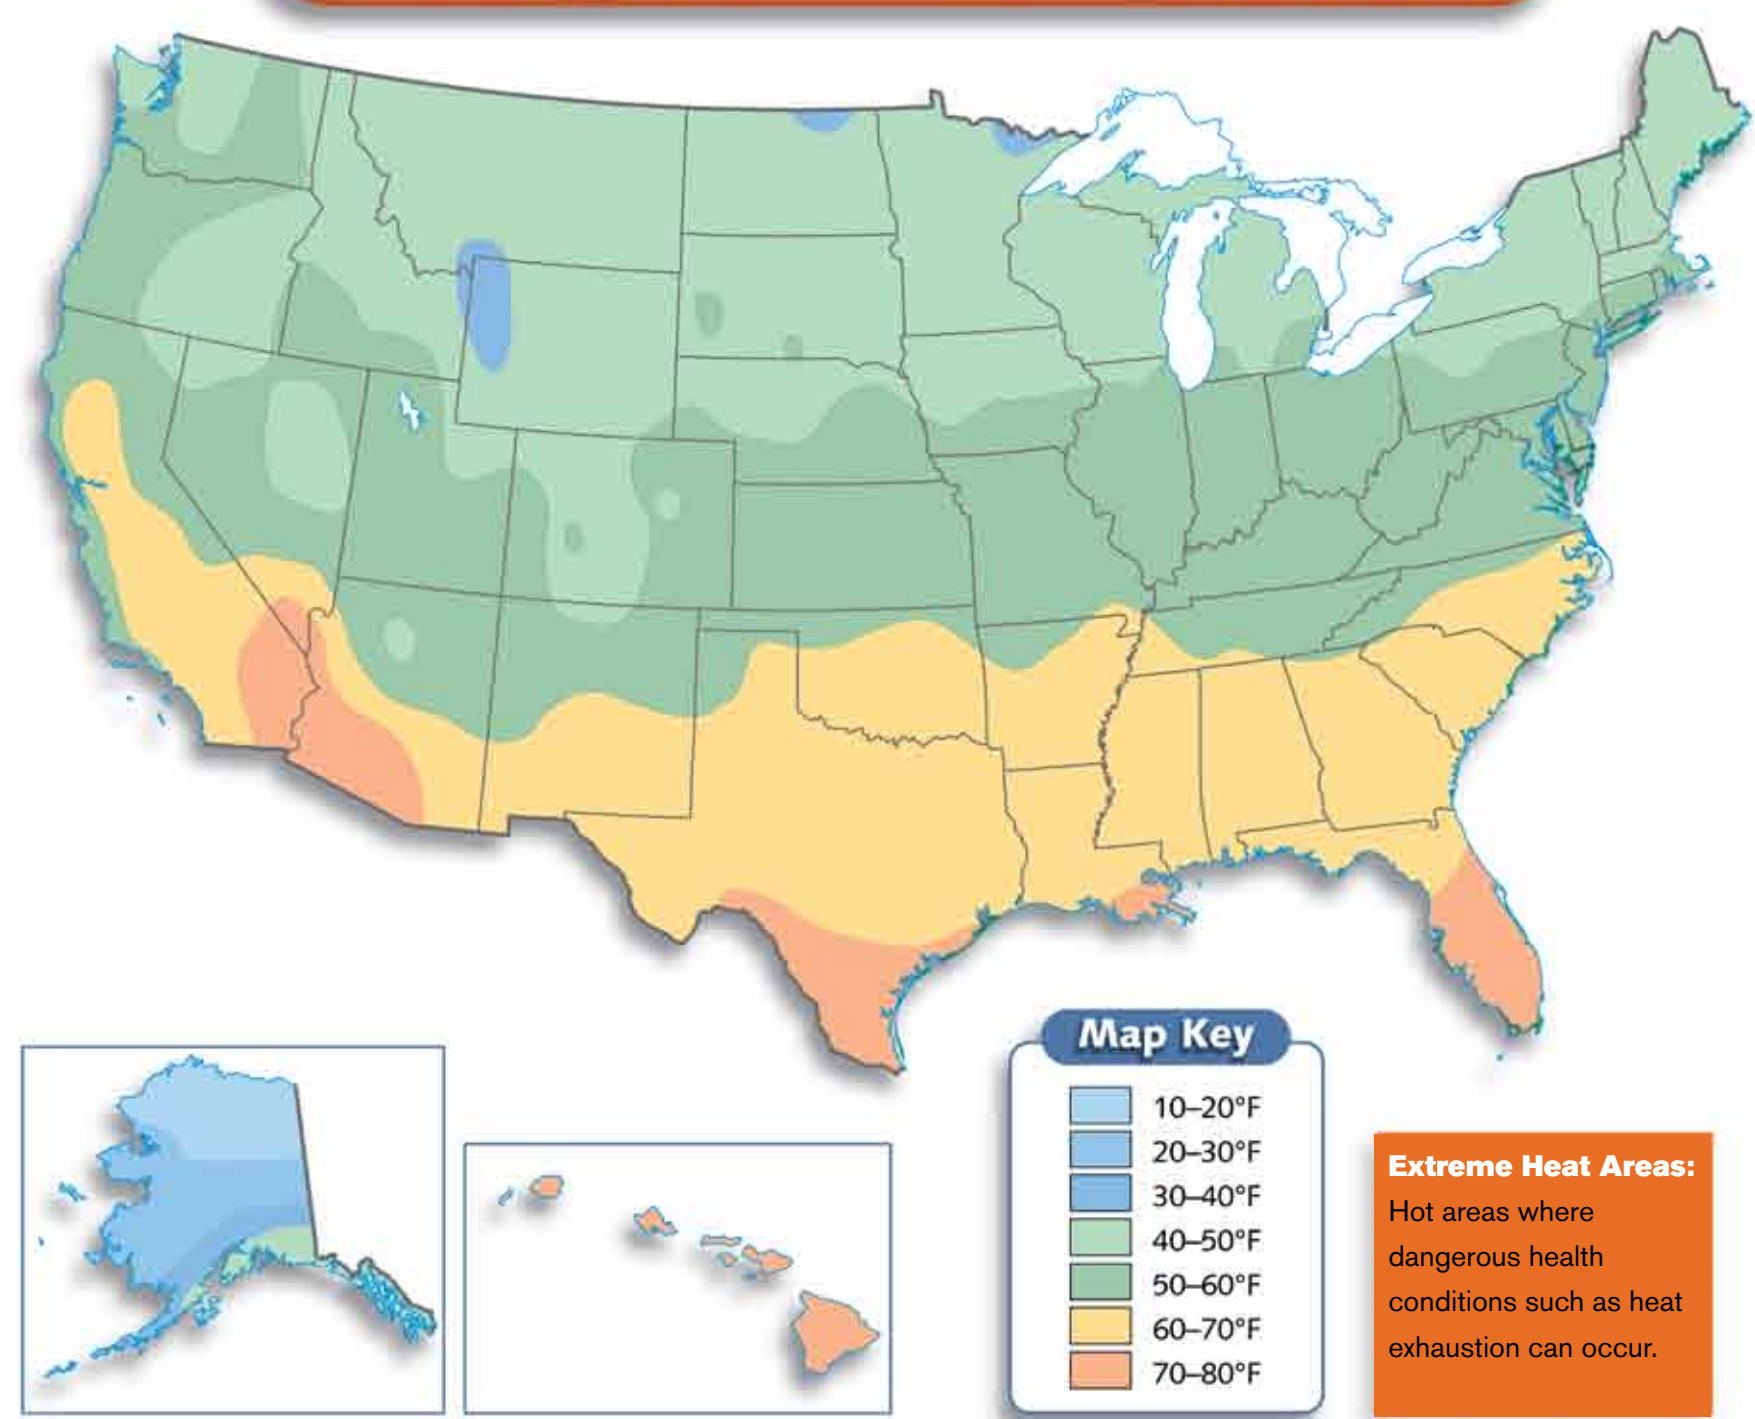 Map Key
10–20°F
20–30°F
30–40°F
40–50°F
50–60°F
60–70°F
70–80°F
Extreme Heat Areas:
Hot areas where
dangerous health
conditions such as heat
exhaustion can occur.